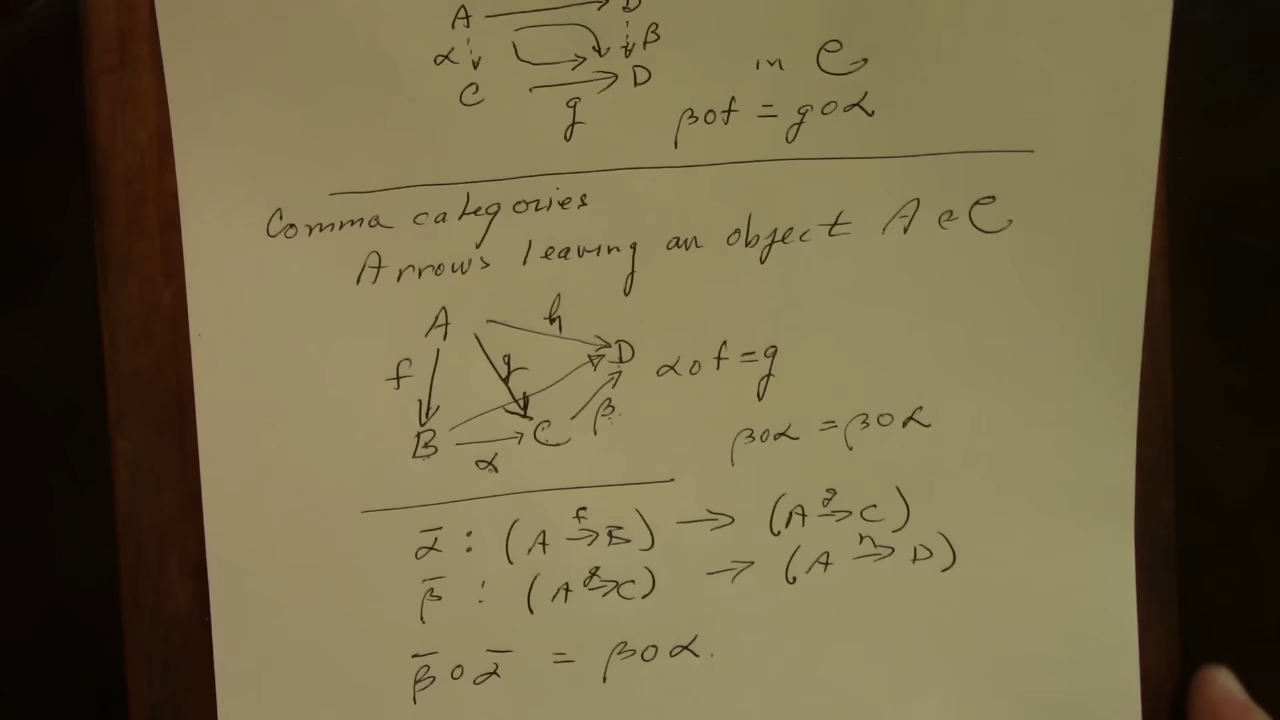 A → D
α β
C → D in C
g β∘f = g∘α
Comma categories
Arrows leaving an object A ∈ C
A h
f g D α∘f = g
B α C β β∘α = β∘α
ᾱ : (A →f B) → (A →g C)
β̄ : (A →g C) → (A →h D)
β̄ ∘ ᾱ = β∘α.